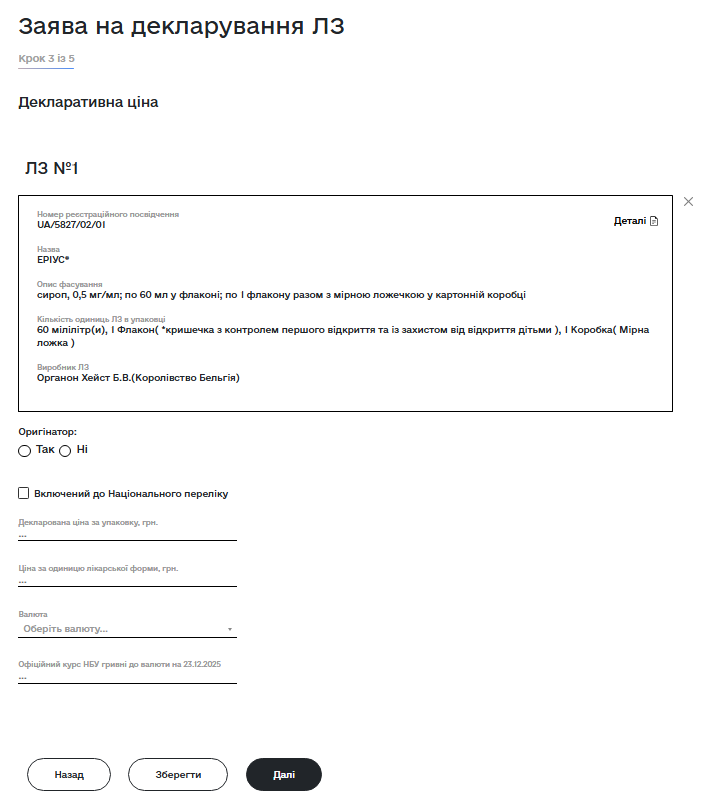 Заява на декларування ЛЗ
Крок 3 із 5
Декларативна ціна
ЛЗ №1
Номер реєстраційного посвідчення
UA/5827/02/01
Деталі
Назва
ЕРІУС®
Опис фасування
сироп, 0,5 мг/мл; по 60 мл у флаконі; по 1 флакону разом з мірною ложечкою у картонній коробці
Кількість одиниць ЛЗ в упаковці
60 мілілітр(и), 1 Флакон( *кришечка з контролем першого відкриття та із захистом від відкриття дітьми ), 1 Коробка( Мірна
ложка )
Виробник ЛЗ
Органон Хейст Б.В.(Королівство Бельгія)
Оригінатор:
Так Ні
Включений до Національного переліку
Декларована ціна за упаковку, грн.
...
Ціна за одиницю лікарської форми, грн.
...
Валюта
Оберіть валюту...
Офіційний курс НБУ гривні до валюти на 23.12.2025
...
Назад Зберегти Далі